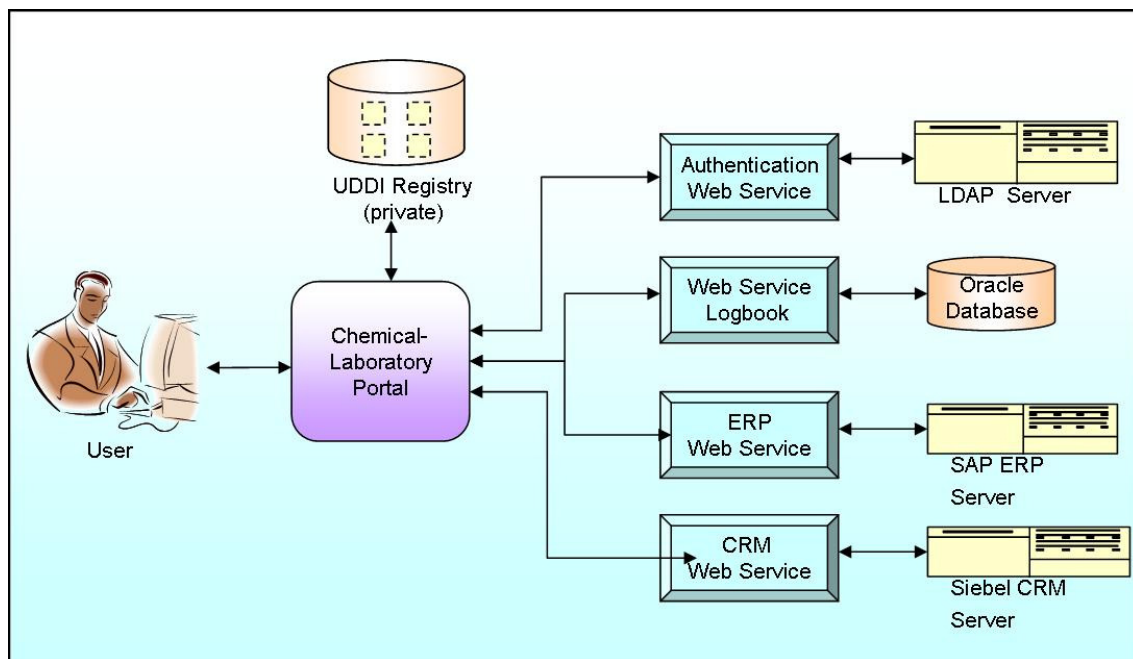 UDDI Registry
(private)
Authentication
Web Service
LDAP Server
Web Service
Logbook
Oracle
Database
Chemical-
Laboratory
Portal
User
ERP
Web Service
SAP ERP
Server
CRM
Web Service
Siebel CRM
Server